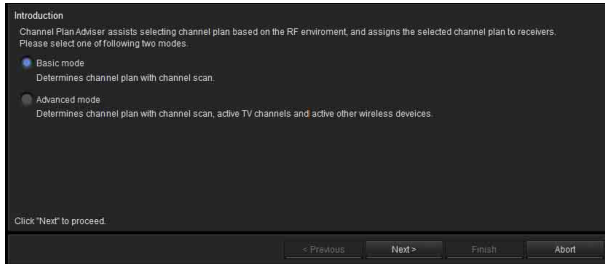 Introduction
Channel Plan Adviser assists selecting channel plan based on the RF enviroment, and assigns the selected channel plan to receivers.
Please select one of following two modes.
Basic mode
Determines channel plan with channel scan.
Advanced mode
Determines channel plan with channel scan, active TV channels and active other wireless deveices.
Click "Next" to proceed.
< Previous Next > Finish Abort